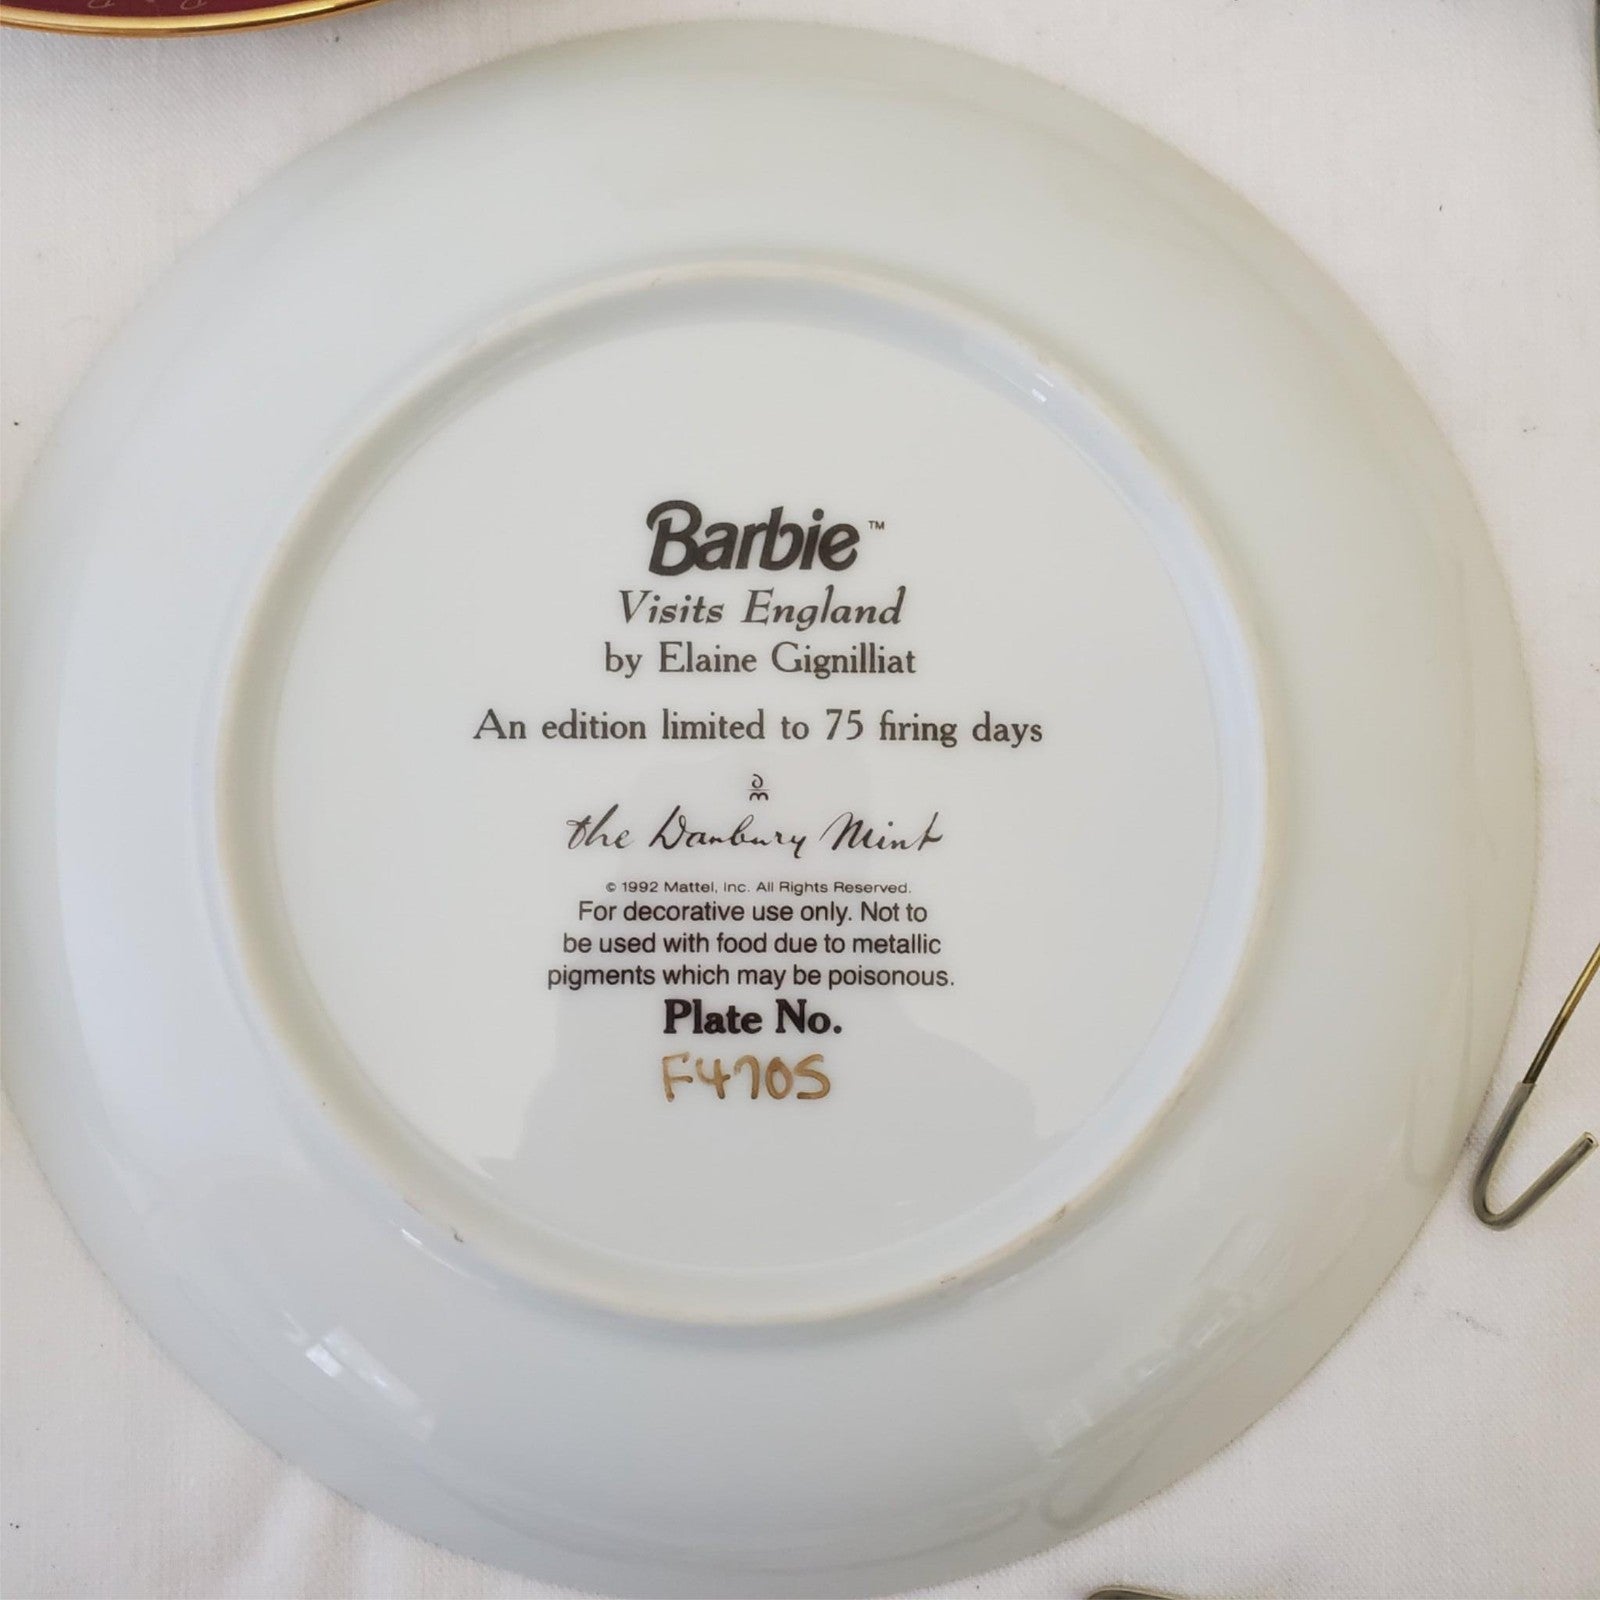 Barbie™
Visits England
by Elaine Gignilliat
An edition limited to 75 firing days
the Danbury Mint
© 1992 Mattel, Inc. All Rights Reserved.
For decorative use only. Not to
be used with food due to metallic
pigments which may be poisonous.
Plate No.
F4705